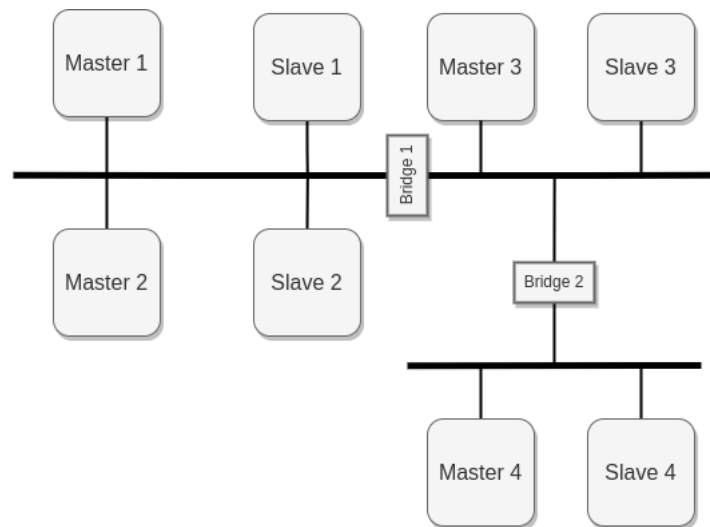 Master 1
Slave 1
Master 3
Slave 3
Bridge 1
Master 2
Slave 2
Bridge 2
Master 4
Slave 4